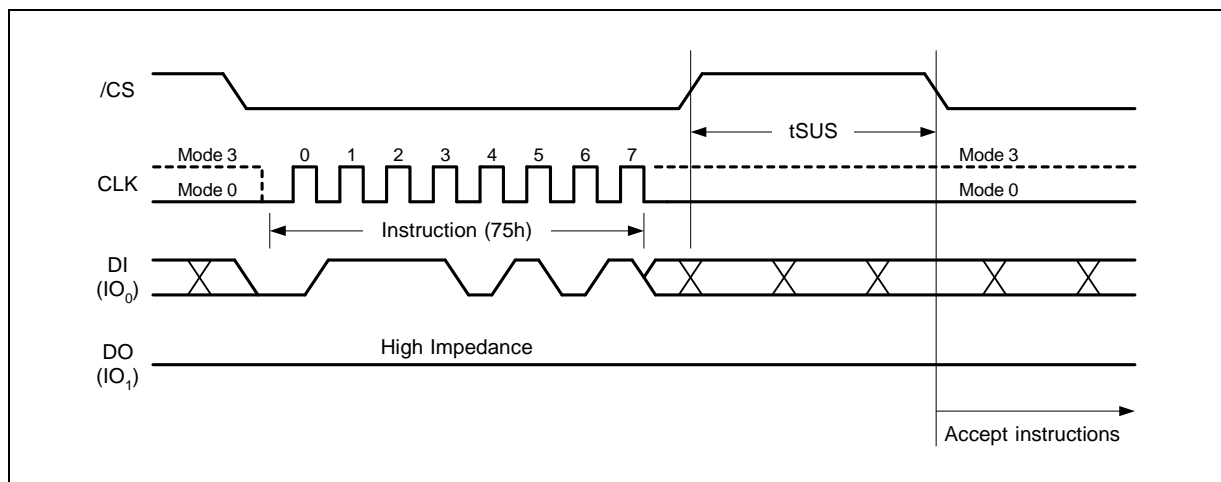 /CS
tSUS
Mode 3
0 1 2 3 4 5 6 7
Mode 3
CLK
Mode 0
Mode 0
Instruction (75h)
DI
(IO0)
High Impedance
DO
(IO1)
Accept instructions